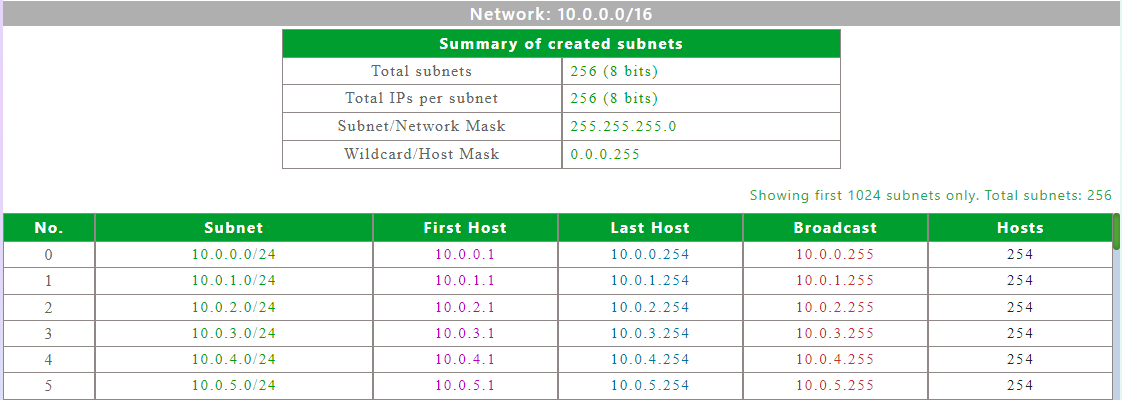 Network: 10.0.0.0/16
Summary of created subnets
Total subnets 256 (8 bits)
Total IPs per subnet 256 (8 bits)
Subnet/Network Mask 255.255.255.0
Wildcard/Host Mask 0.0.0.255
Showing first 1024 subnets only. Total subnets: 256
No. Subnet First Host Last Host Broadcast Hosts
0 10.0.0.0/24 10.0.0.1 10.0.0.254 10.0.0.255 254
1 10.0.1.0/24 10.0.1.1 10.0.1.254 10.0.1.255 254
2 10.0.2.0/24 10.0.2.1 10.0.2.254 10.0.2.255 254
3 10.0.3.0/24 10.0.3.1 10.0.3.254 10.0.3.255 254
4 10.0.4.0/24 10.0.4.1 10.0.4.254 10.0.4.255 254
5 10.0.5.0/24 10.0.5.1 10.0.5.254 10.0.5.255 254